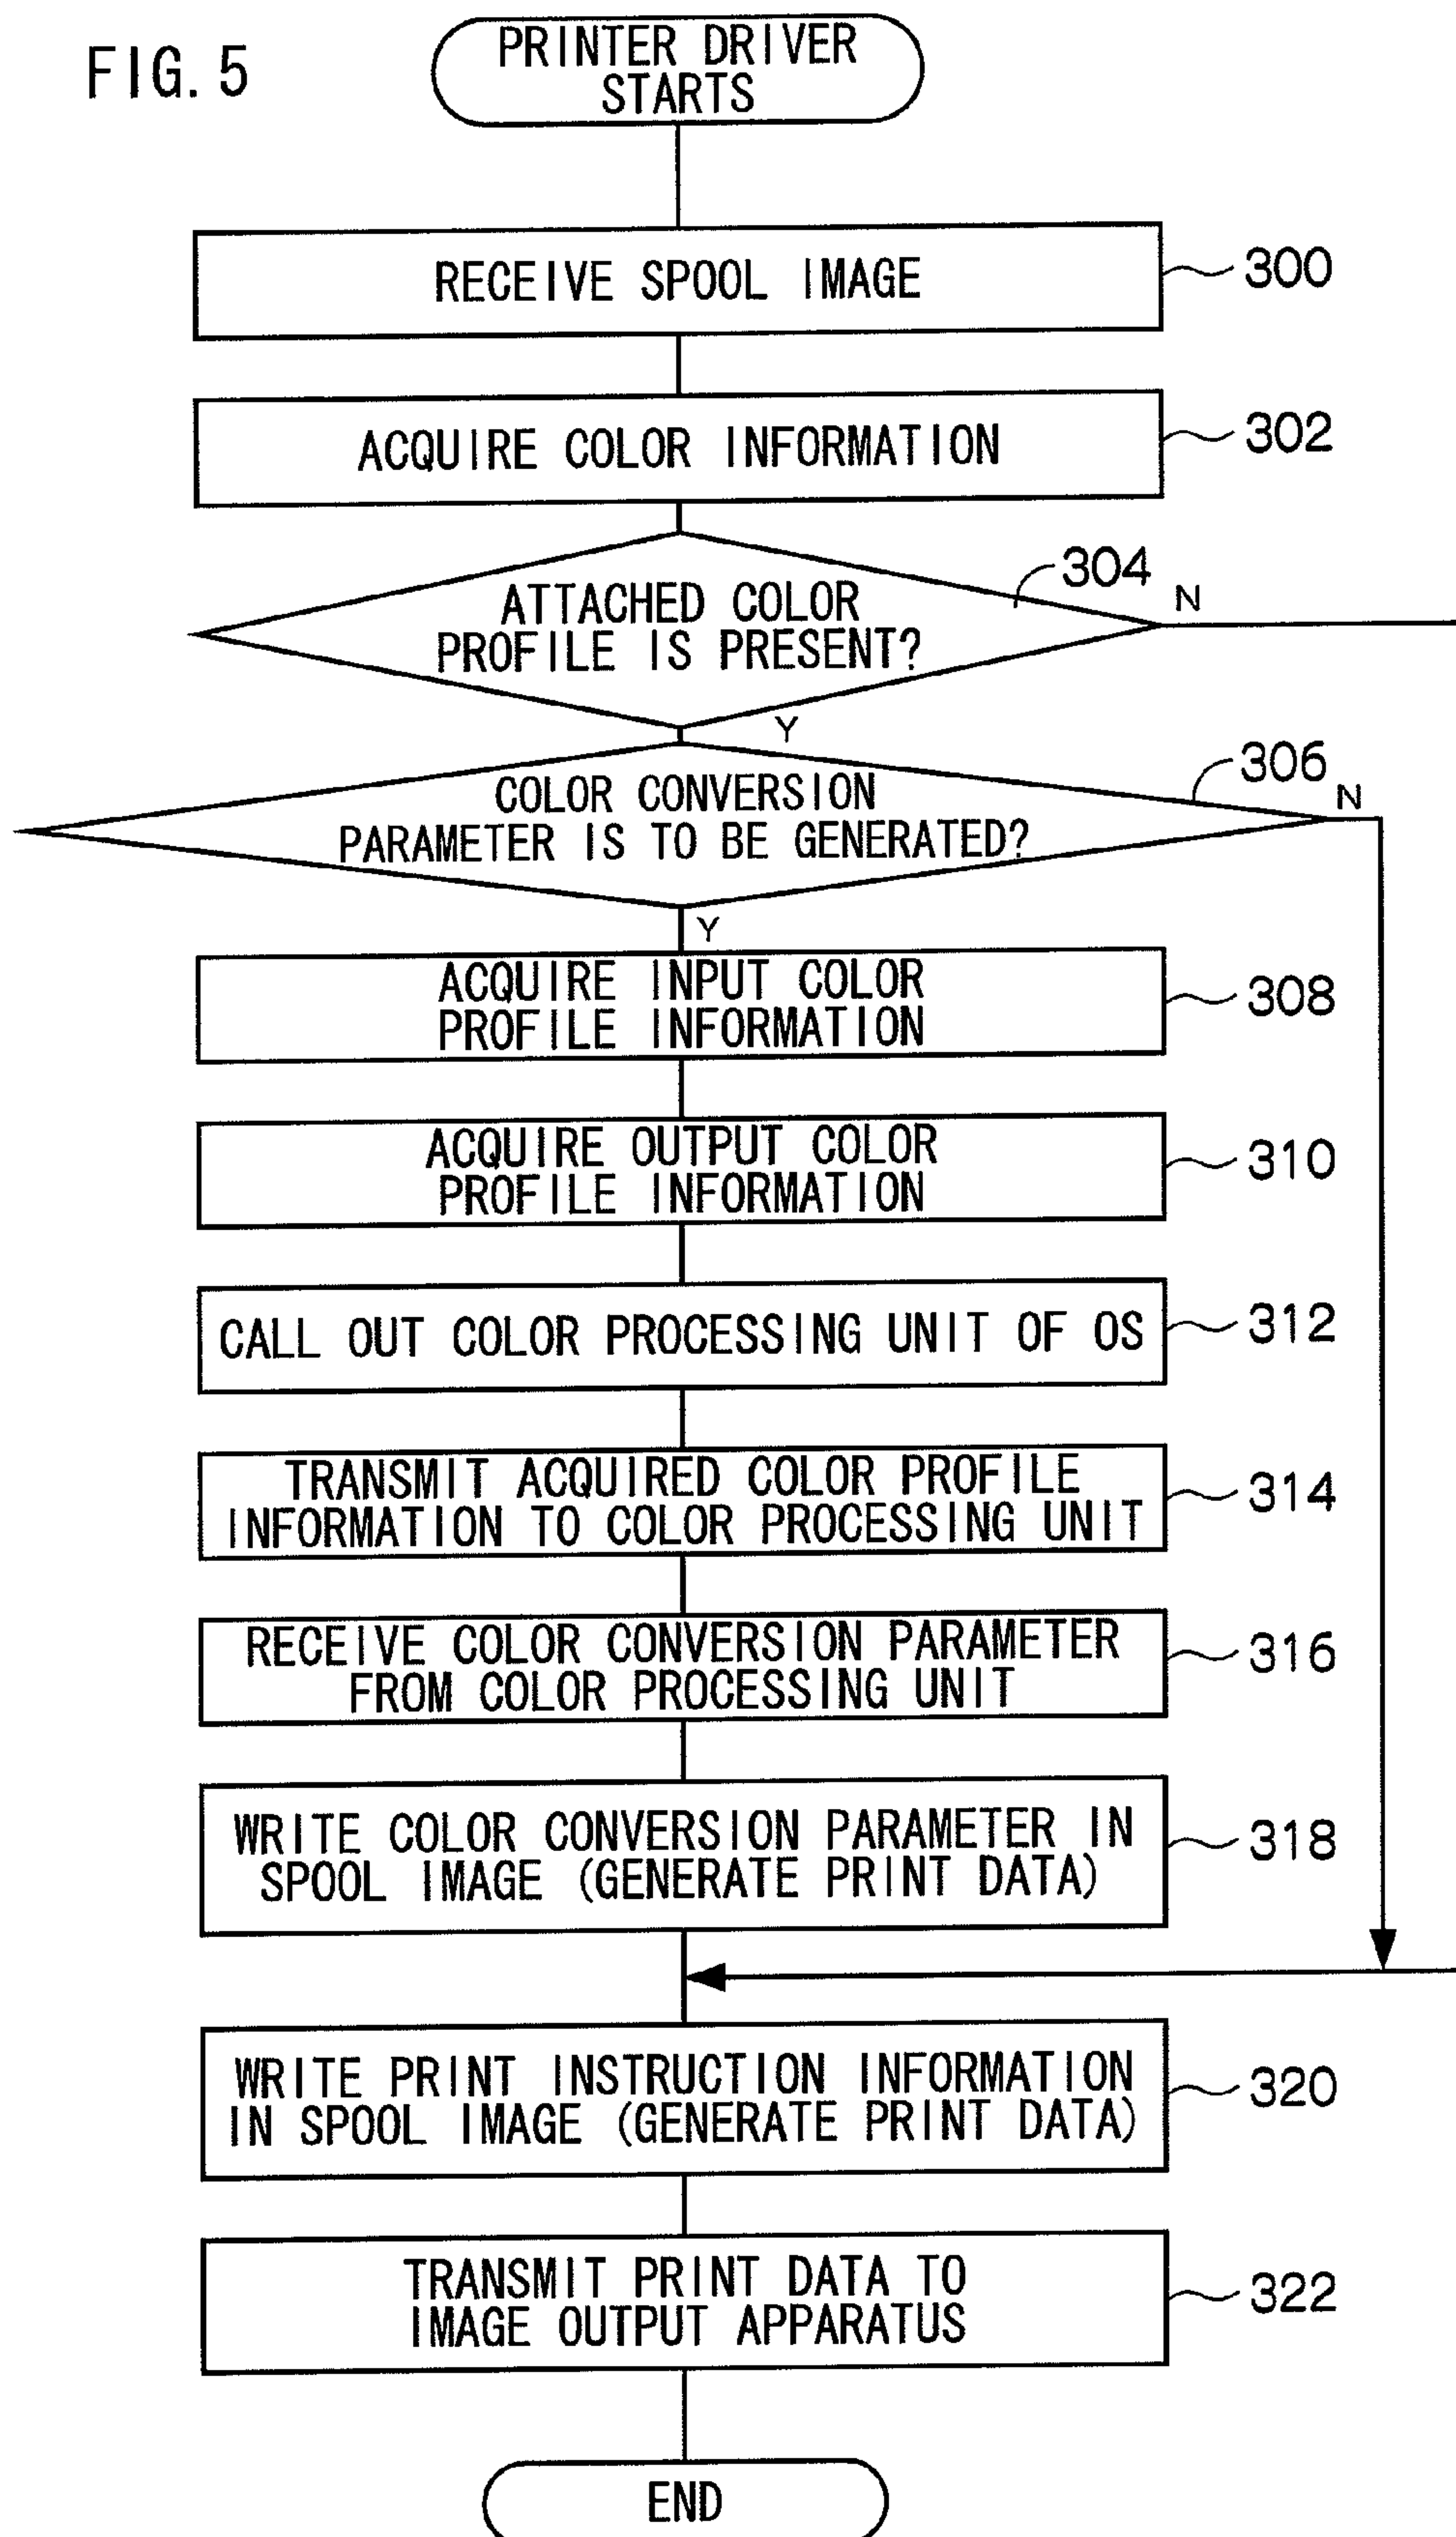 FIG. 5
PRINTER DRIVER
STARTS
RECEIVE SPOOL IMAGE
300
ACQUIRE COLOR INFORMATION
302
304
ATTACHED COLOR
PROFILE IS PRESENT?
N
Y
306
COLOR CONVERSION
PARAMETER IS TO BE GENERATED?
N
Y
ACQUIRE INPUT COLOR
PROFILE INFORMATION
308
ACQUIRE OUTPUT COLOR
PROFILE INFORMATION
310
CALL OUT COLOR PROCESSING UNIT OF OS
312
TRANSMIT ACQUIRED COLOR PROFILE
INFORMATION TO COLOR PROCESSING UNIT
314
RECEIVE COLOR CONVERSION PARAMETER
FROM COLOR PROCESSING UNIT
316
WRITE COLOR CONVERSION PARAMETER IN
SPOOL IMAGE (GENERATE PRINT DATA)
318
WRITE PRINT INSTRUCTION INFORMATION
IN SPOOL IMAGE (GENERATE PRINT DATA)
320
TRANSMIT PRINT DATA TO
IMAGE OUTPUT APPARATUS
322
END